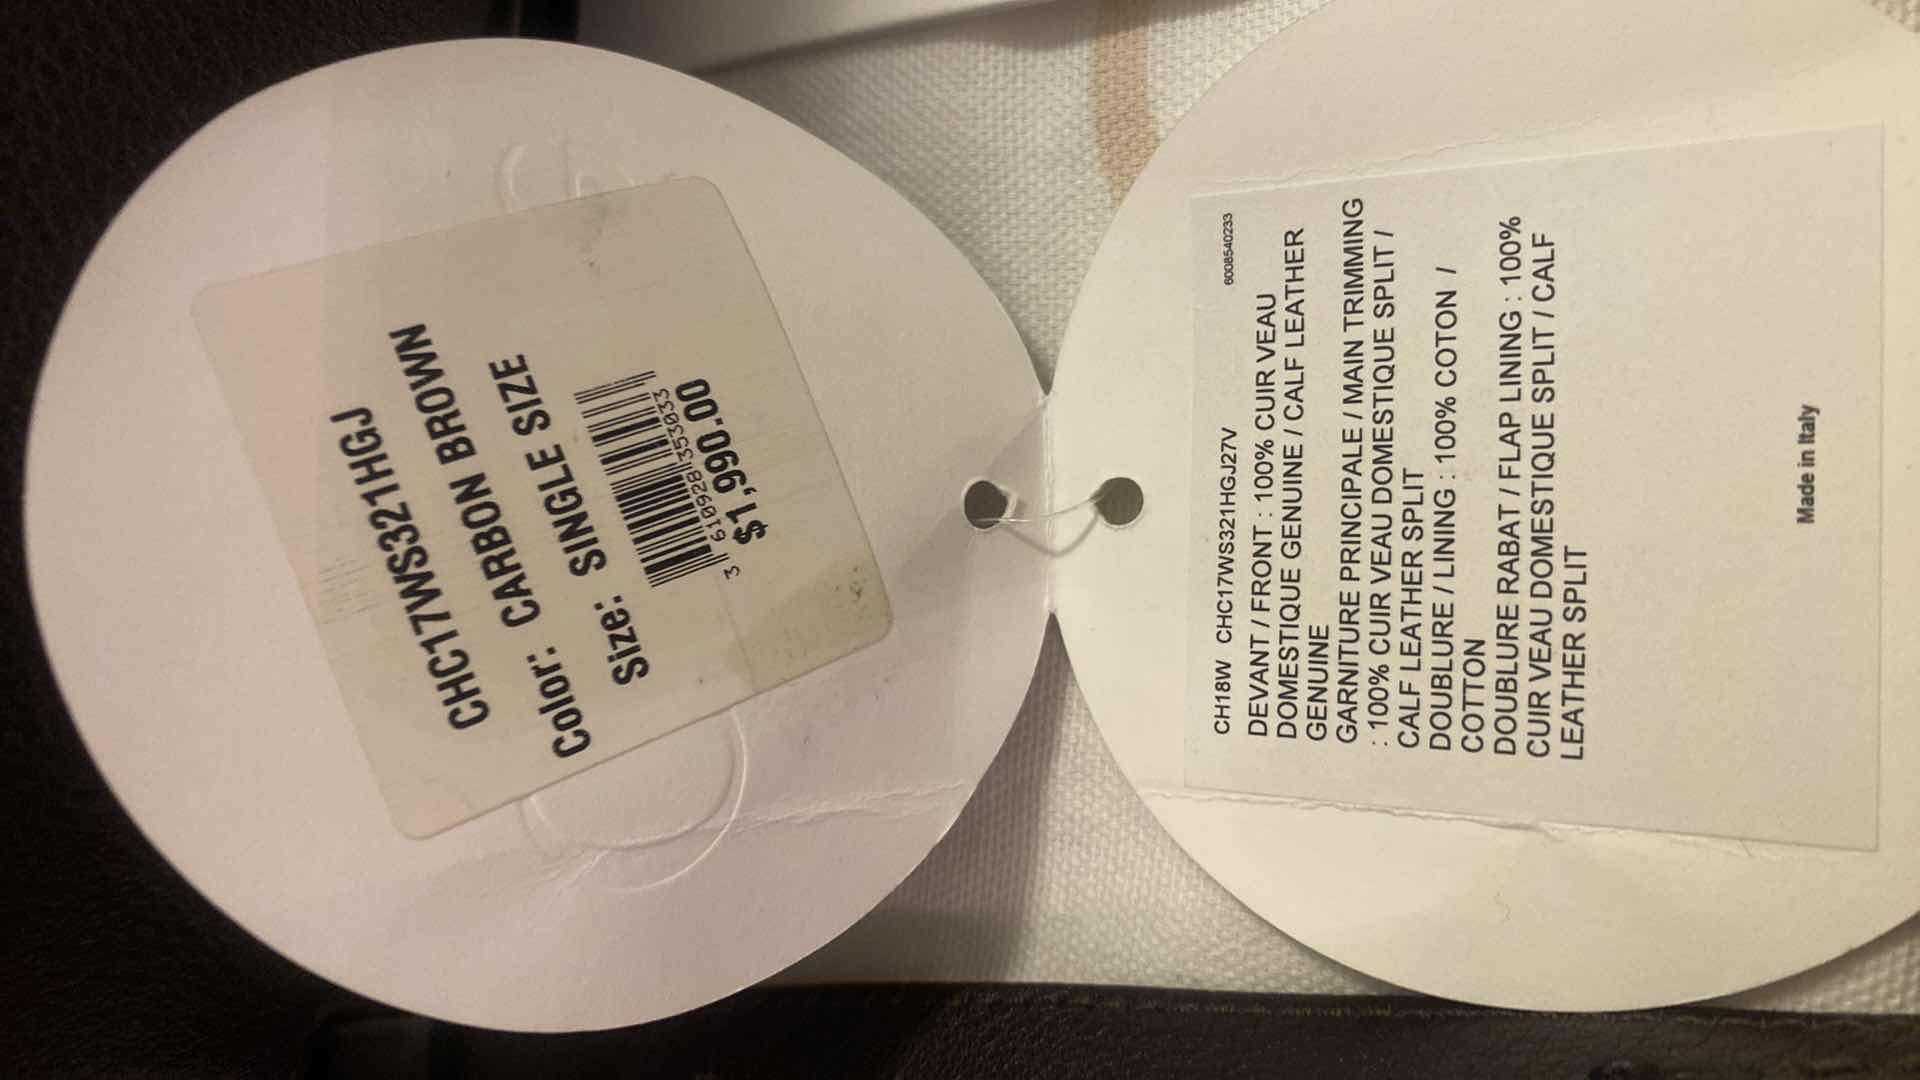 CHC17WS321HGJ
Color: CARBON BROWN
Size: SINGLE SIZE
3 610928 353033
$1,990.00
6008540233
CH18W CHC17WS321HGJ27V
DEVANT / FRONT : 100% CUIR VEAU
DOMESTIQUE GENUINE / CALF LEATHER
GENUINE
GARNITURE PRINCIPALE / MAIN TRIMMING
: 100% CUIR VEAU DOMESTIQUE SPLIT /
CALF LEATHER SPLIT
DOUBLURE / LINING : 100% COTON /
COTTON
DOUBLURE RABAT / FLAP LINING : 100%
CUIR VEAU DOMESTIQUE SPLIT / CALF
LEATHER SPLIT
Made in Italy